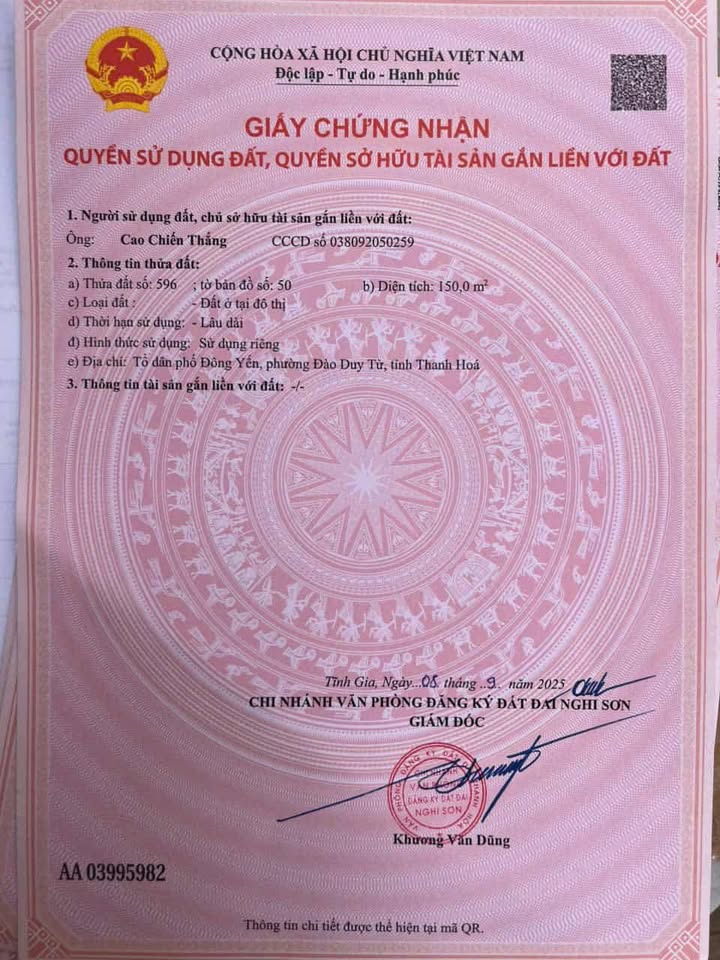 CỘNG HÒA XÃ HỘI CHỦ NGHĨA VIỆT NAM
Độc lập - Tự do - Hạnh phúc
GIẤY CHỨNG NHẬN
QUYỀN SỬ DỤNG ĐẤT, QUYỀN SỞ HỮU TÀI SẢN GẮN LIỀN VỚI ĐẤT
1. Người sử dụng đất, chủ sở hữu tài sản gắn liền với đất:
Ông: Cao Chiến Thắng CCCD số 038092050259
2. Thông tin thửa đất:
a) Thửa đất số: 596 ; tờ bản đồ số: 50 b) Diện tích: 150,0 m²
c) Loại đất : - Đất ở tại đô thị
d) Thời hạn sử dụng: - Lâu dài
đ) Hình thức sử dụng: Sử dụng riêng
e) Địa chỉ: Tổ dân phố Đông Yến, phường Đào Duy Từ, tỉnh Thanh Hoá
3. Thông tin tài sản gắn liền với đất: -/-
Tĩnh Gia, Ngày...08 tháng ..9.. năm 2025
CHI NHÁNH VĂN PHÒNG ĐĂNG KÝ ĐẤT ĐAI NGHI SƠN
GIÁM ĐỐC
CHI NHÁNH
VĂN PHÒNG
ĐĂNG KÝ ĐẤT ĐAI
NGHI SƠN
Khương Văn Dũng
AA 03995982
Thông tin chi tiết được thể hiện tại mã QR.